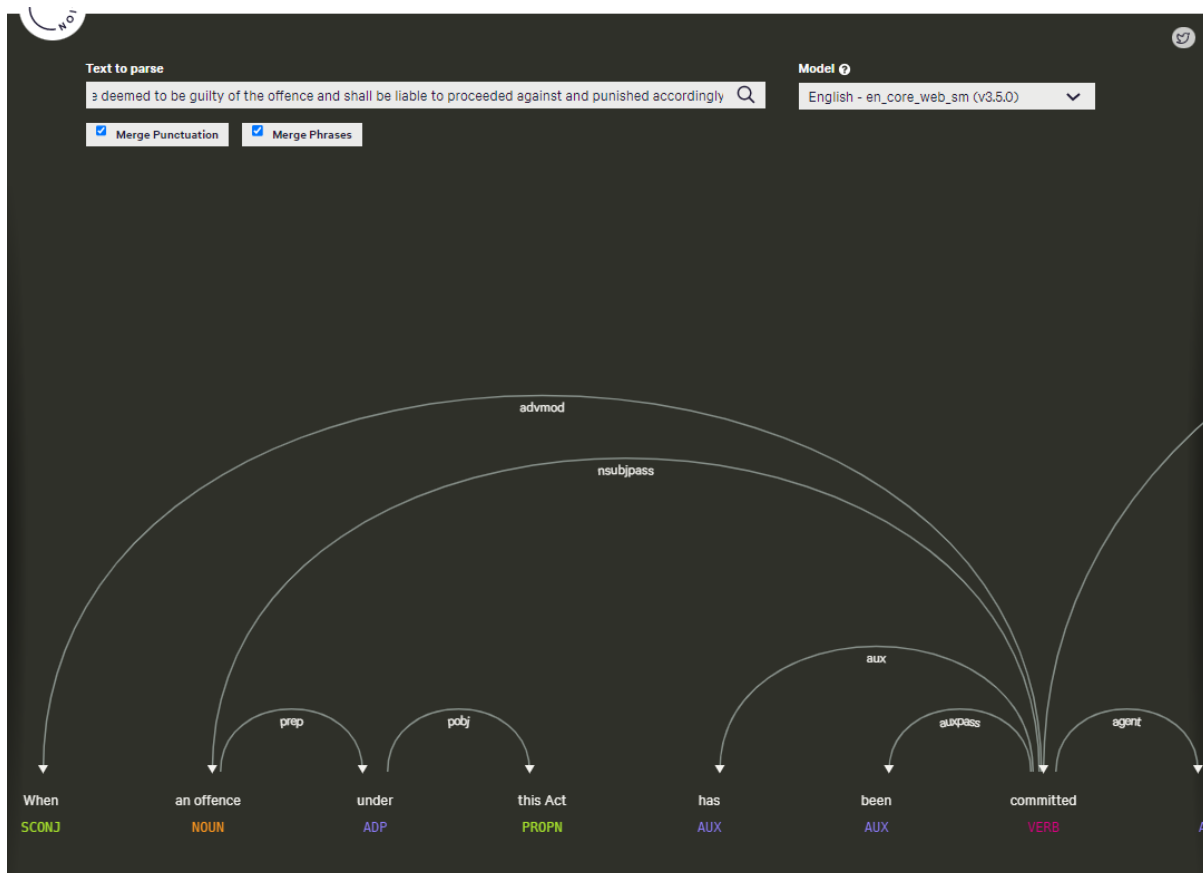 NOI
Text to parse
Model ?
deemed to be guilty of the offence and shall be liable to proceeded against and punished accordingly
English - en_core_web_sm (v3.5.0)
Merge Punctuation
Merge Phrases
advmod
nsubjpass
aux
prep
pobj
auxpass
agent
When an offence under this Act has been committed
SCONJ NOUN ADP PROPN AUX AUX VERB A